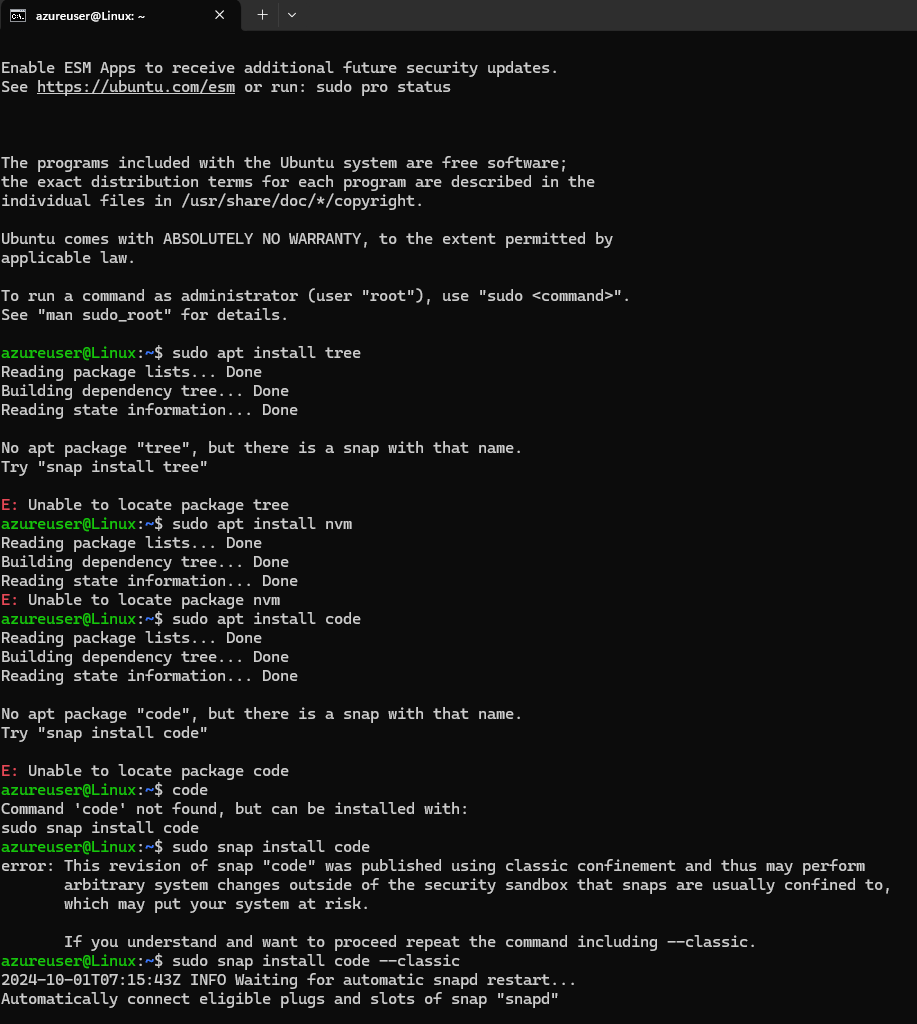 azureuser@Linux: ~
Enable ESM Apps to receive additional future security updates.
See https://ubuntu.com/esm or run: sudo pro status
The programs included with the Ubuntu system are free software;
the exact distribution terms for each program are described in the
individual files in /usr/share/doc/*/copyright.
Ubuntu comes with ABSOLUTELY NO WARRANTY, to the extent permitted by
applicable law.
To run a command as administrator (user "root"), use "sudo <command>".
See "man sudo_root" for details.
azureuser@Linux:~$ sudo apt install tree
Reading package lists... Done
Building dependency tree... Done
Reading state information... Done
No apt package "tree", but there is a snap with that name.
Try "snap install tree"
E: Unable to locate package tree
azureuser@Linux:~$ sudo apt install nvm
Reading package lists... Done
Building dependency tree... Done
Reading state information... Done
E: Unable to locate package nvm
azureuser@Linux:~$ sudo apt install code
Reading package lists... Done
Building dependency tree... Done
Reading state information... Done
No apt package "code", but there is a snap with that name.
Try "snap install code"
E: Unable to locate package code
azureuser@Linux:~$ code
Command 'code' not found, but can be installed with:
sudo snap install code
azureuser@Linux:~$ sudo snap install code
error: This revision of snap "code" was published using classic confinement and thus may perform
arbitrary system changes outside of the security sandbox that snaps are usually confined to,
which may put your system at risk.
If you understand and want to proceed repeat the command including --classic.
azureuser@Linux:~$ sudo snap install code --classic
2024-10-01T07:15:43Z INFO Waiting for automatic snapd restart...
Automatically connect eligible plugs and slots of snap "snapd"